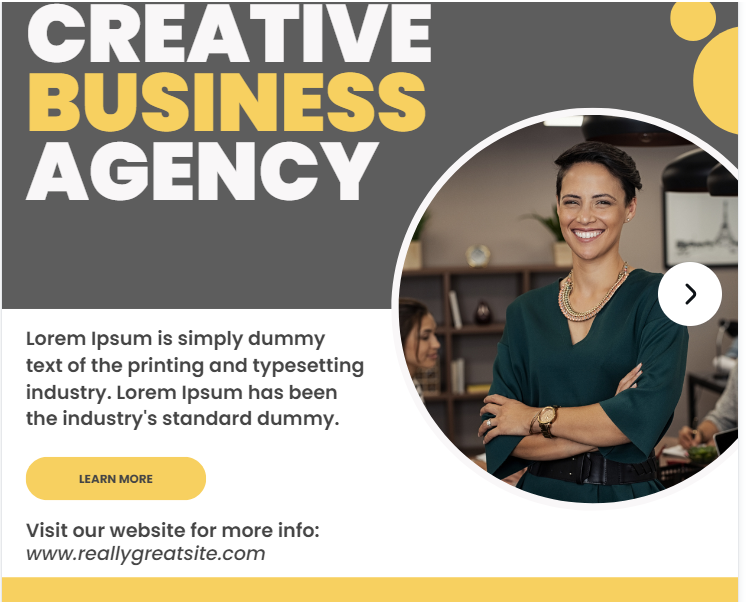 CREATIVE
BUSINESS
AGENCY
Lorem Ipsum is simply dummy
text of the printing and typesetting
industry. Lorem Ipsum has been
the industry's standard dummy.
LEARN MORE
Visit our website for more info:
www.reallygreatsite.com